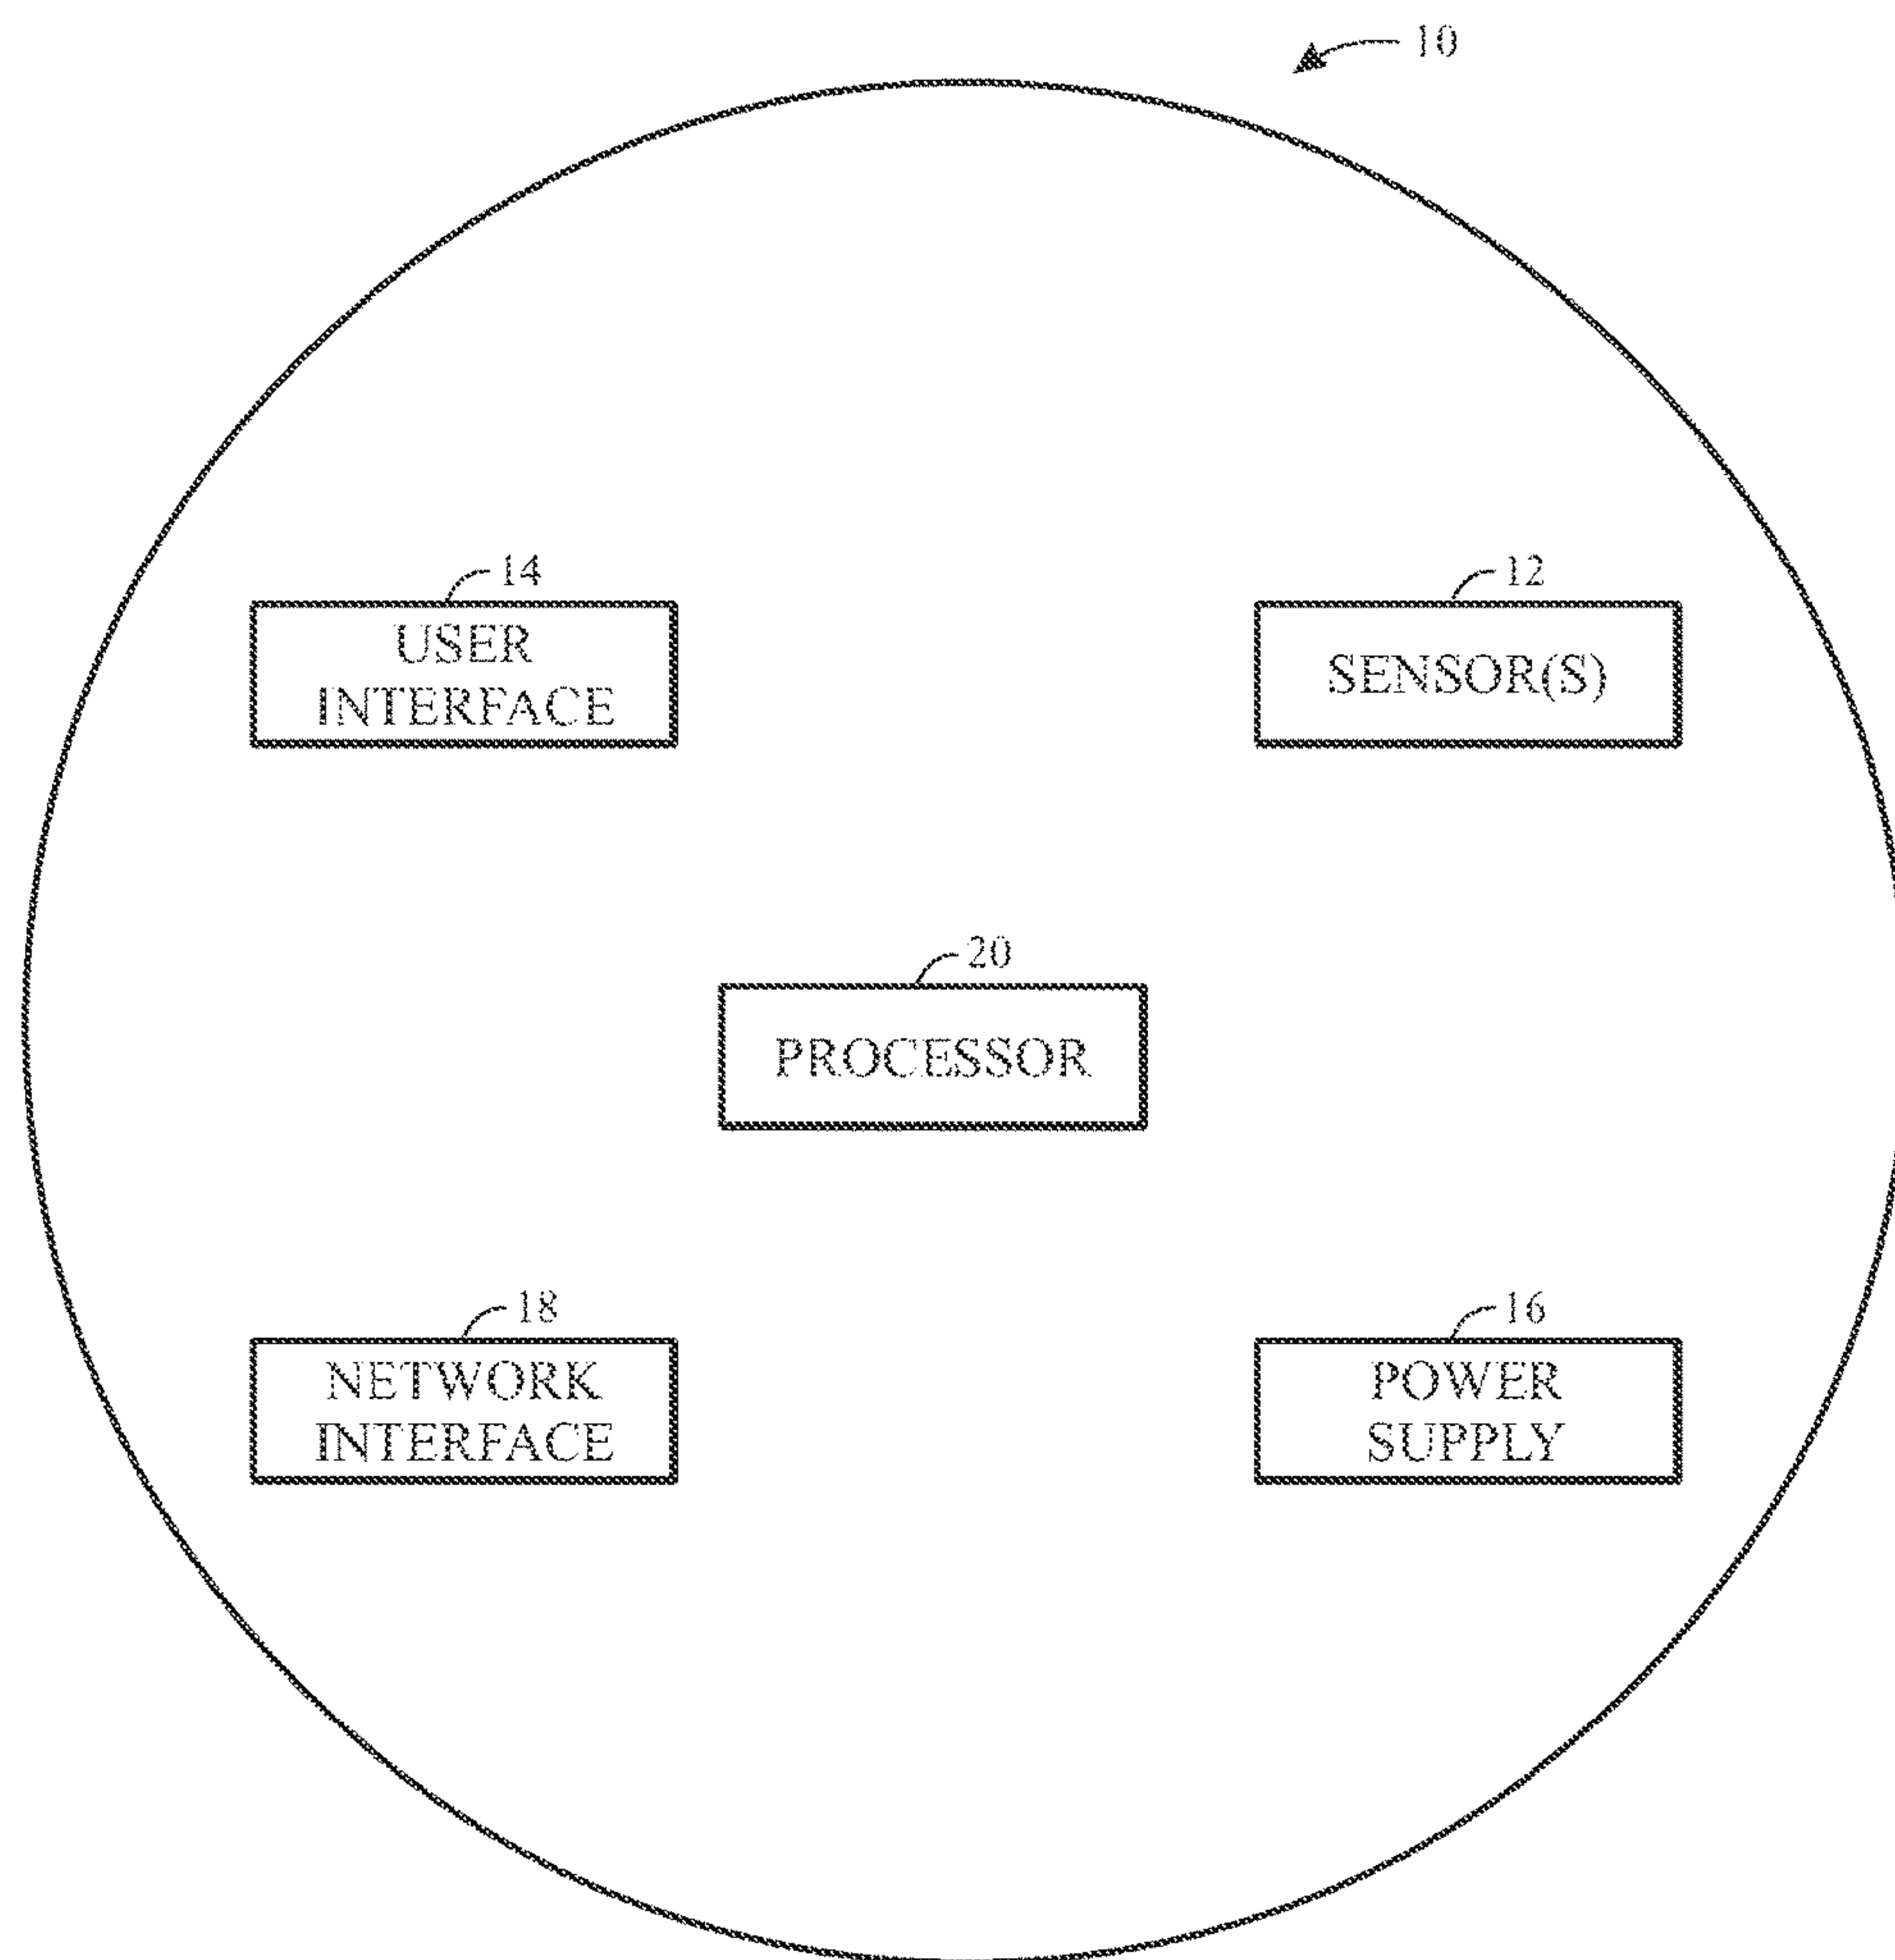 10
14
USER
INTERFACE
12
SENSOR(S)
20
PROCESSOR
18
NETWORK
INTERFACE
16
POWER
SUPPLY